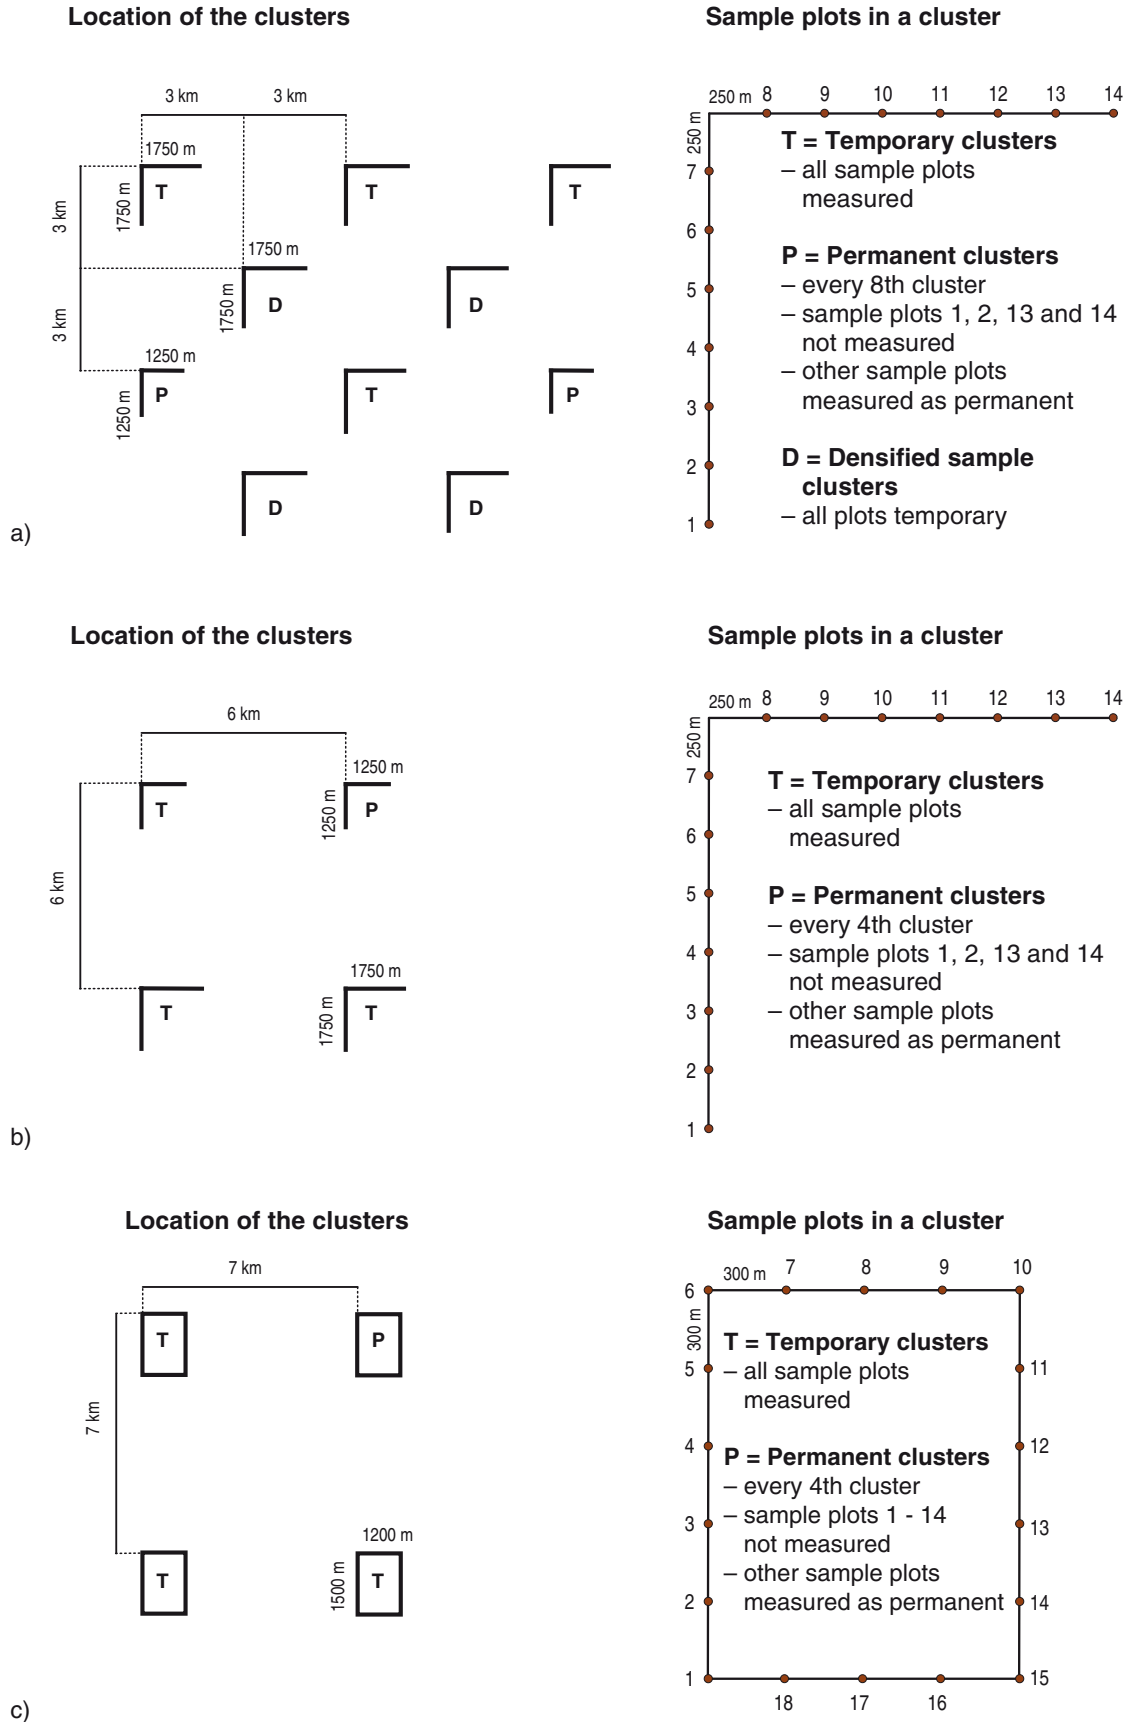 Location of the clusters
3 km
3 km
1750 m
1750 m
T
T
T
3 km
1750 m
1750 m
D
D
3 km
1250 m
1250 m
P
T
P
D
D
a)
Sample plots in a cluster
250 m
8
9
10
11
12
13
14
250 m
7
6
5
4
3
2
1
T = Temporary clusters
– all sample plots
measured
P = Permanent clusters
– every 8th cluster
– sample plots 1, 2, 13 and 14
not measured
– other sample plots
measured as permanent
D = Densified sample
clusters
– all plots temporary
Location of the clusters
6 km
1250 m
1250 m
T
P
6 km
1750 m
1750 m
T
T
b)
Sample plots in a cluster
250 m
8
9
10
11
12
13
14
250 m
7
6
5
4
3
2
1
T = Temporary clusters
– all sample plots
measured
P = Permanent clusters
– every 4th cluster
– sample plots 1, 2, 13 and 14
not measured
– other sample plots
measured as permanent
Location of the clusters
7 km
T
P
7 km
1200 m
1500 m
T
T
c)
Sample plots in a cluster
6
300 m
7
8
9
10
300 m
5
4
3
2
1
11
12
13
14
15
18
17
16
T = Temporary clusters
– all sample plots
measured
P = Permanent clusters
– every 4th cluster
– sample plots 1 - 14
not measured
– other sample plots
measured as permanent